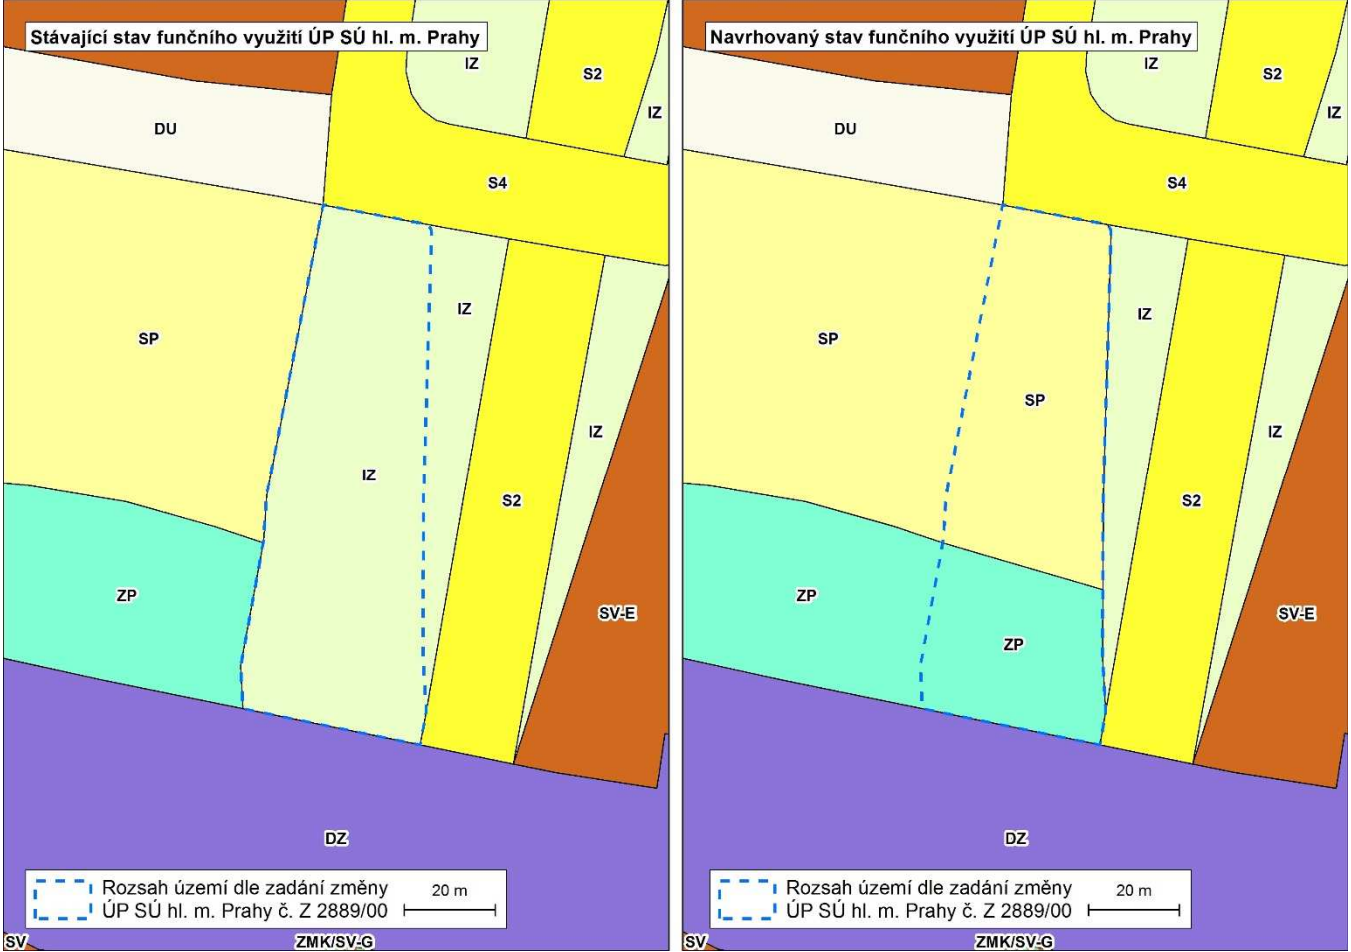 Stávající stav funčního využití ÚP SÚ hl. m. Prahy
IZ
S2
IZ
DU
S4
IZ
SP
IZ
IZ
S2
ZP
SV-E
DZ
Rozsah území dle zadání změny
ÚP SÚ hl. m. Prahy č. Z 2889/00
20 m
SV
ZMK/SV-G
Navrhovaný stav funčního využití ÚP SÚ hl. m. Prahy
IZ
S2
IZ
DU
S4
IZ
SP
SP
IZ
S2
ZP
ZP
SV-E
DZ
Rozsah území dle zadání změny
ÚP SÚ hl. m. Prahy č. Z 2889/00
20 m
SV
ZMK/SV-G